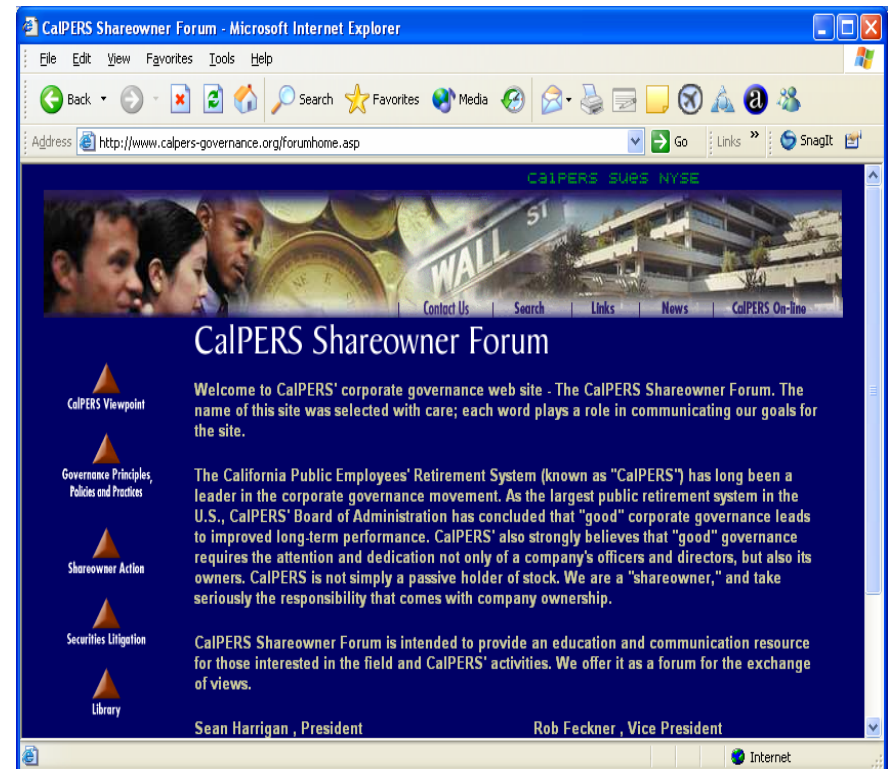 CalPERS Shareowner Forum - Microsoft Internet Explorer
File Edit View Favorites Tools Help
Back Search Favorites Media
Address http://www.calpers-governance.org/forumhome.asp Go Links » SnagIt
CalPERS sues NYSE
WALL ST
Contact Us | Search | Links | News | CalPERS On-line
CalPERS Shareowner Forum
CalPERS Viewpoint
Governance Principles,
Policies and Practices
Shareowner Action
Securities Litigation
Library
Welcome to CalPERS' corporate governance web site - The CalPERS Shareowner Forum. The
name of this site was selected with care; each word plays a role in communicating our goals for
the site.
The California Public Employees' Retirement System (known as "CalPERS") has long been a
leader in the corporate governance movement. As the largest public retirement system in the
U.S., CalPERS' Board of Administration has concluded that "good" corporate governance leads
to improved long-term performance. CalPERS' also strongly believes that "good" governance
requires the attention and dedication not only of a company's officers and directors, but also its
owners. CalPERS is not simply a passive holder of stock. We are a "shareowner," and take
seriously the responsibility that comes with company ownership.
CalPERS Shareowner Forum is intended to provide an education and communication resource
for those interested in the field and CalPERS' activities. We offer it as a forum for the exchange
of views.
Sean Harrigan , President Rob Feckner , Vice President
Internet